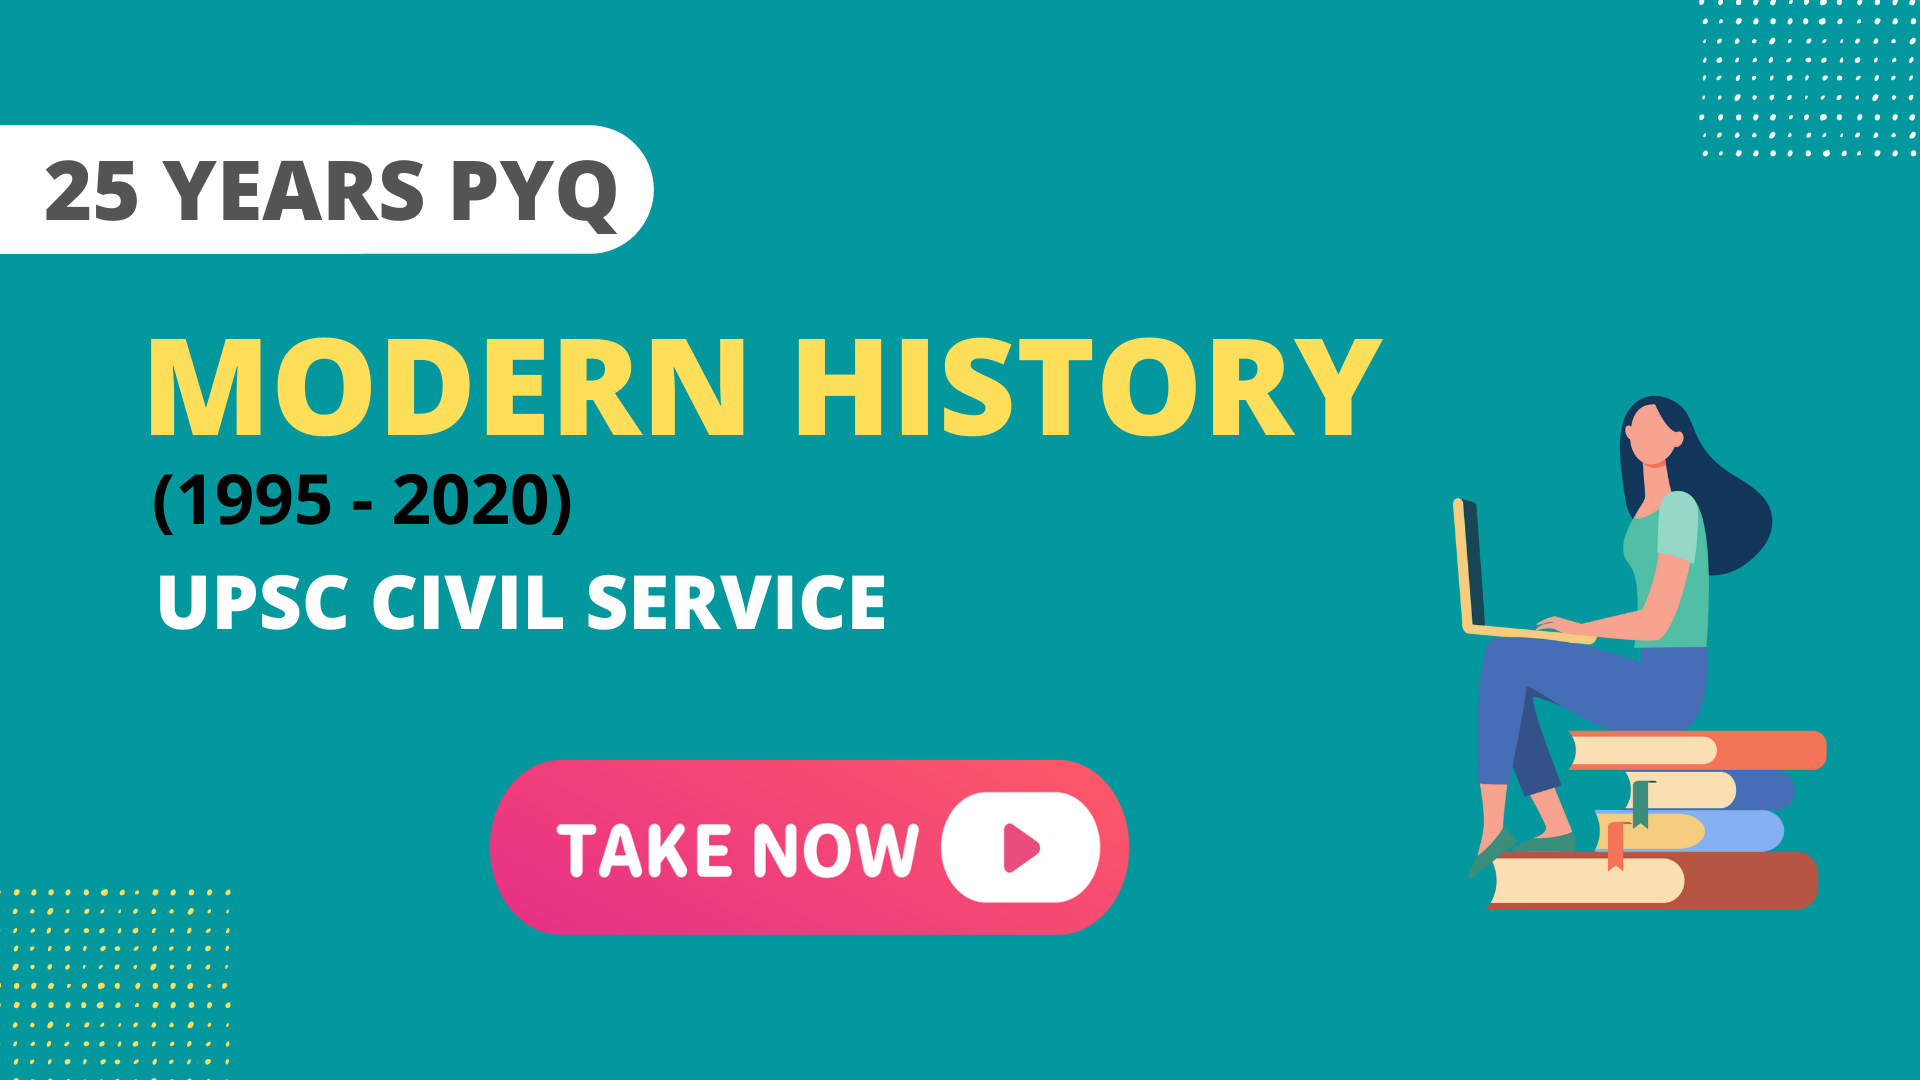 25 YEARS PYQ
MODERN HISTORY
(1995 - 2020)
UPSC CIVIL SERVICE
TAKE NOW